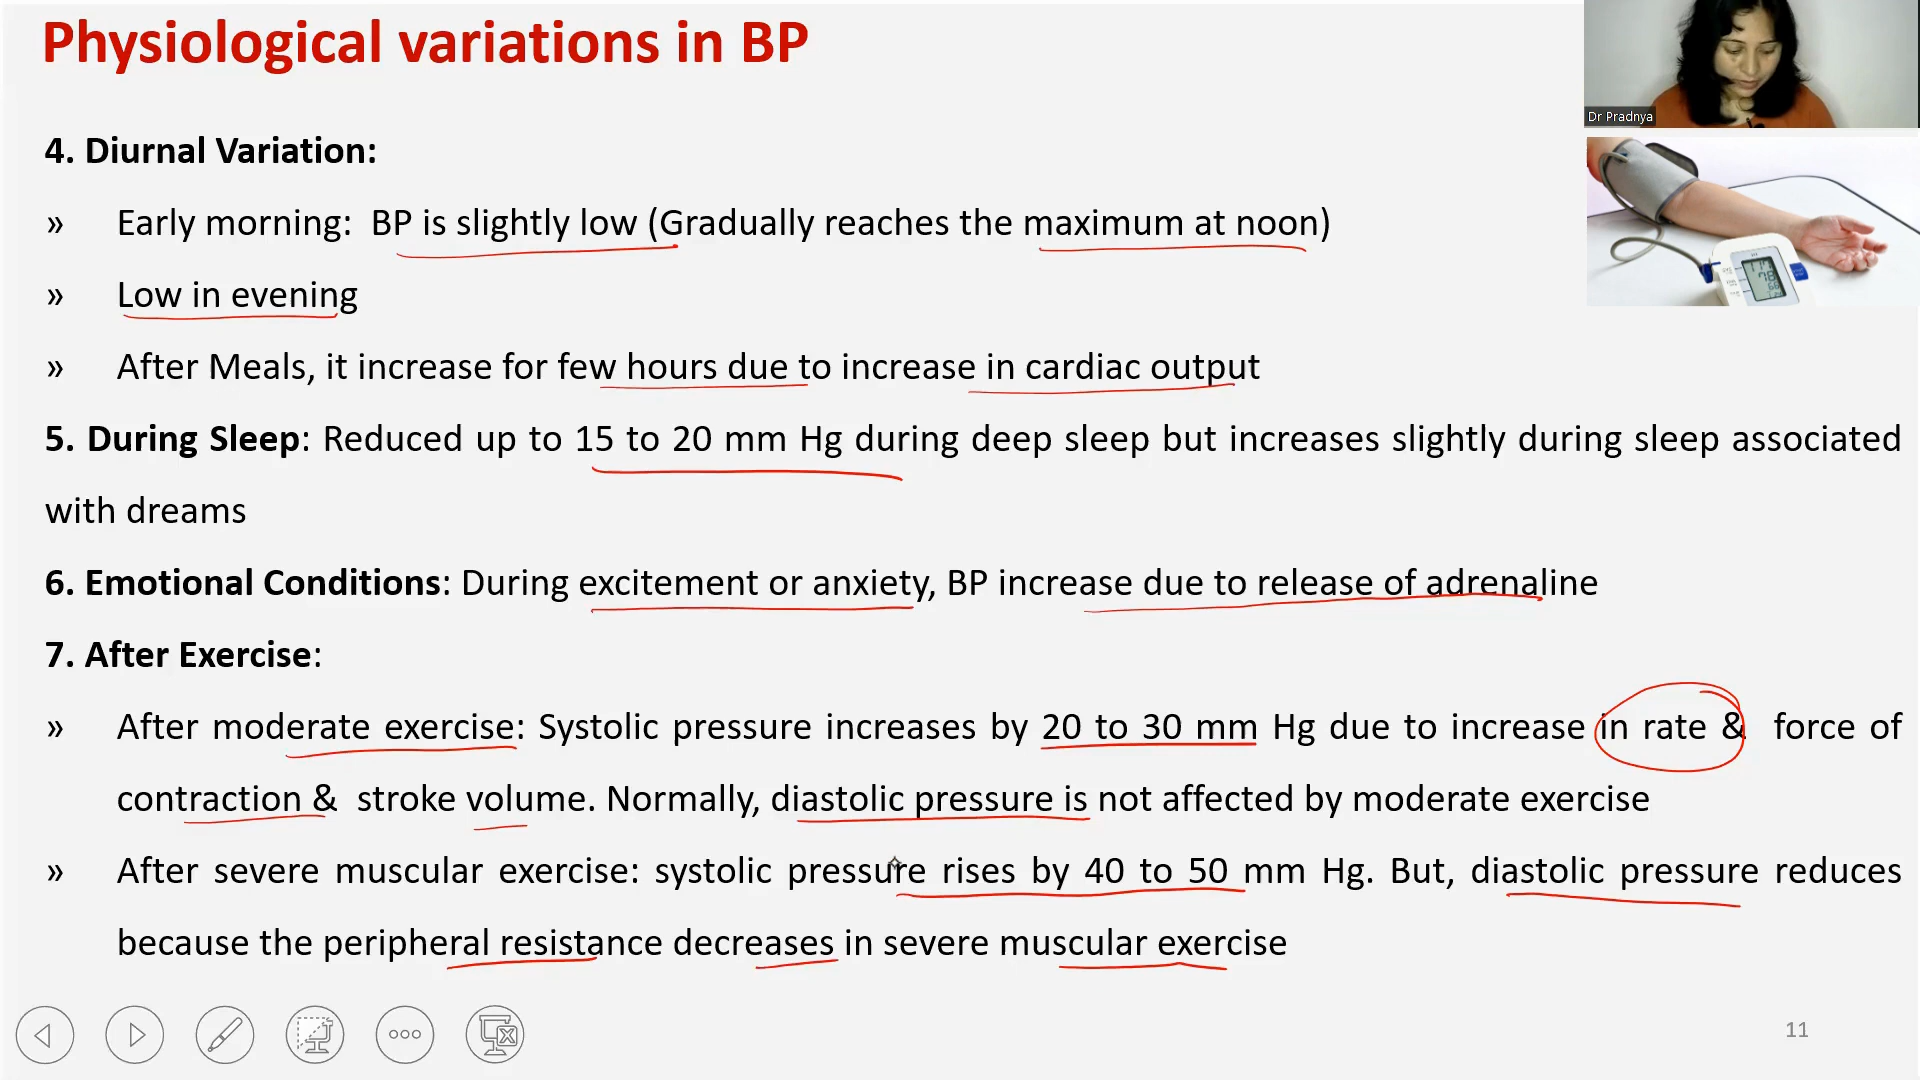 Physiological variations in BP
Dr Pradnya
4. Diurnal Variation:
» Early morning: BP is slightly low (Gradually reaches the maximum at noon)
» Low in evening
» After Meals, it increase for few hours due to increase in cardiac output
5. During Sleep: Reduced up to 15 to 20 mm Hg during deep sleep but increases slightly during sleep associated
with dreams
6. Emotional Conditions: During excitement or anxiety, BP increase due to release of adrenaline
7. After Exercise:
» After moderate exercise: Systolic pressure increases by 20 to 30 mm Hg due to increase in rate & force of
contraction & stroke volume. Normally, diastolic pressure is not affected by moderate exercise
» After severe muscular exercise: systolic pressure rises by 40 to 50 mm Hg. But, diastolic pressure reduces
because the peripheral resistance decreases in severe muscular exercise
11